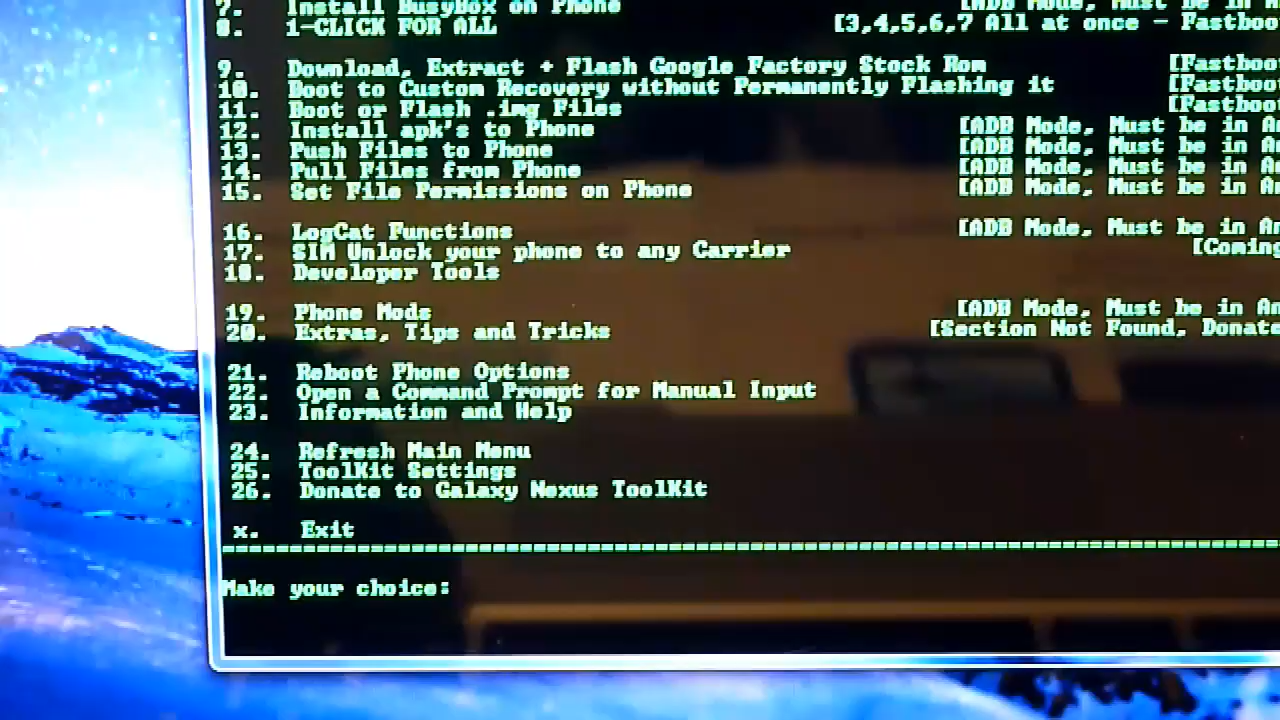 7. Install BusyBox on Phone [ADB Mode, Must be in An
8. 1-CLICK FOR ALL [3,4,5,6,7 All at once - Fastboo
9. Download, Extract + Flash Google Factory Stock Rom [Fastboo
10. Boot to Custom Recovery without Permanently Flashing it [Fastboo
11. Boot or Flash .img Files [Fastboo
12. Install apk's to Phone [ADB Mode, Must be in An
13. Push Files to Phone [ADB Mode, Must be in An
14. Pull Files from Phone [ADB Mode, Must be in An
15. Set File Permissions on Phone [ADB Mode, Must be in An
16. LogCat Functions [ADB Mode, Must be in An
17. SIM Unlock your phone to any Carrier [Coming
18. Developer Tools
19. Phone Mods [ADB Mode, Must be in An
20. Extras, Tips and Tricks [Section Not Found, Donate
21. Reboot Phone Options
22. Open a Command Prompt for Manual Input
23. Information and Help
24. Refresh Main Menu
25. ToolKit Settings
26. Donate to Galaxy Nexus ToolKit
x. Exit
Make your choice: